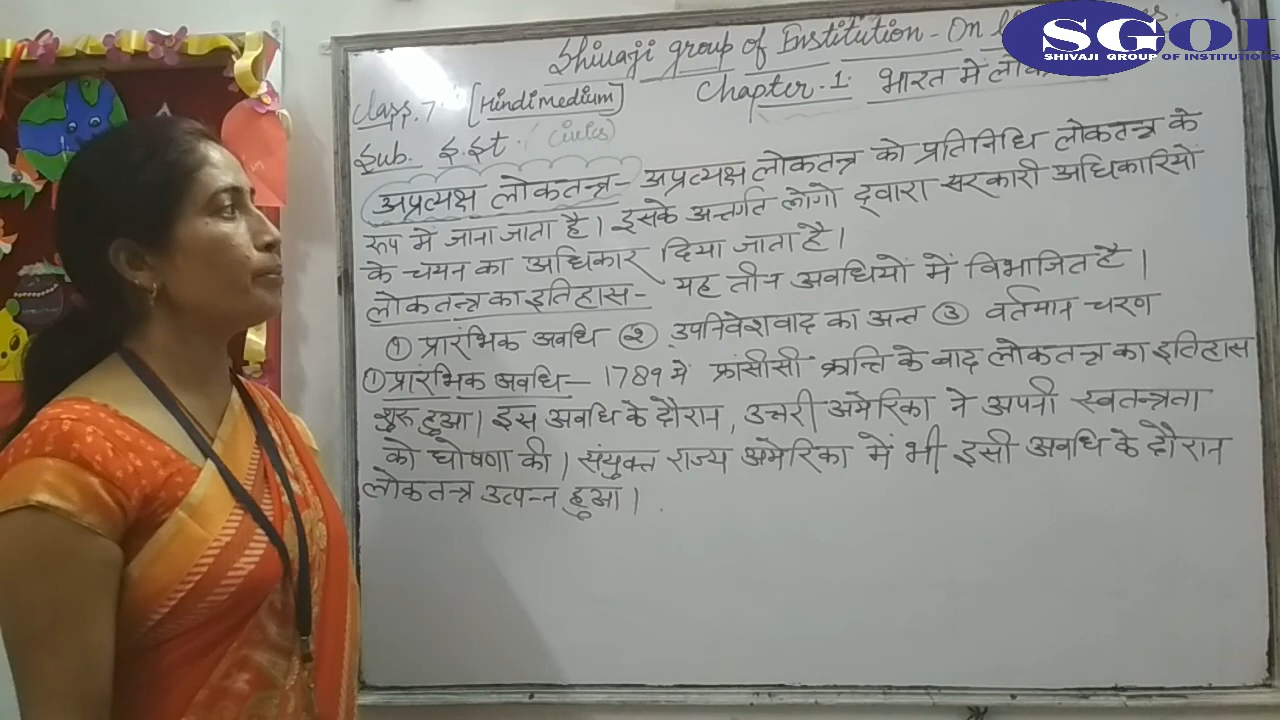 Shivaji group of Institution - On
SGOI
SHIVAJI GROUP OF INSTITUTIONS
Class. 7 [Hindi medium] Chapter. 1. भारत में
Sub. S.St. (Civics)
अप्रत्यक्ष लोकतन्त्र - अप्रत्यक्ष लोकतन्त्र को प्रतिनिधि लोकतन्त्र के
रूप में जाना जाता है। इसके अन्तर्गत लोगो द्वारा सरकारी अधिकारियों
के चयन का अधिकार दिया जाता है।
लोकतन्त्र का इतिहास - यह तीन अवधियों में विभाजित है।
① प्रारंभिक अवधि ② उपनिवेशवाद का अन्त ③ वर्तमान चरण
① प्रारंभिक अवधि - 1789 में फ्रांसीसी क्रान्ति के बाद लोकतन्त्र का इतिहास
शुरू हुआ। इस अवधि के दौरान, उत्तरी अमेरिका ने अपनी स्वतन्त्रता
को घोषणा की। संयुक्त राज्य अमेरिका में भी इसी अवधि के दौरान
लोकतन्त्र उत्पन्न हुआ।